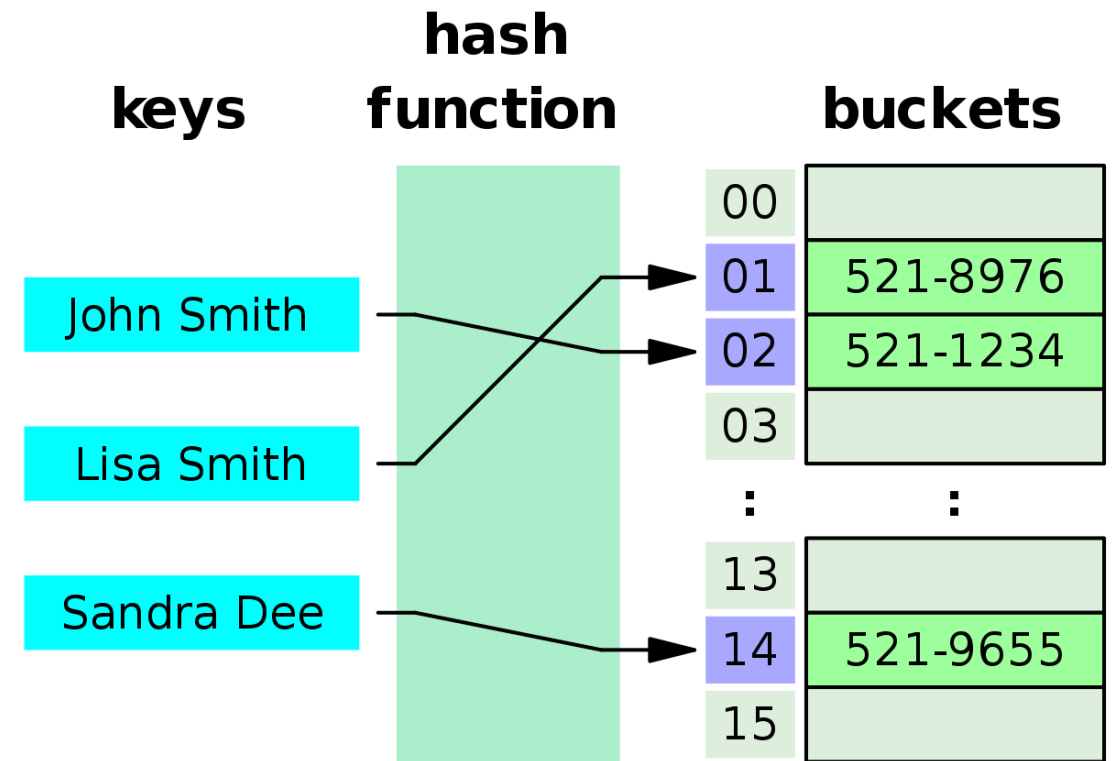 hash
keys function buckets
00
01 521-8976
John Smith
02 521-1234
03
Lisa Smith
: :
13
Sandra Dee
14 521-9655
15